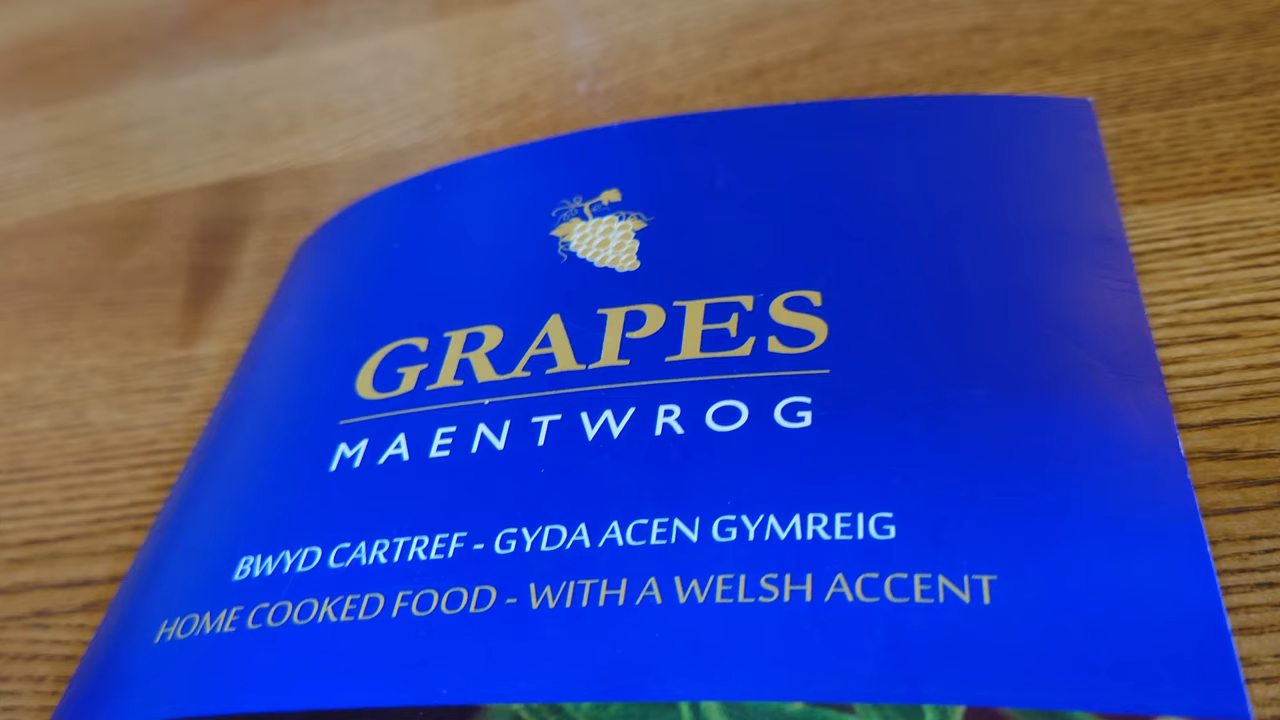 GRAPES
MAENTWROG
BWYD CARTREF - GYDA ACEN GYMREIG
HOME COOKED FOOD - WITH A WELSH ACCENT